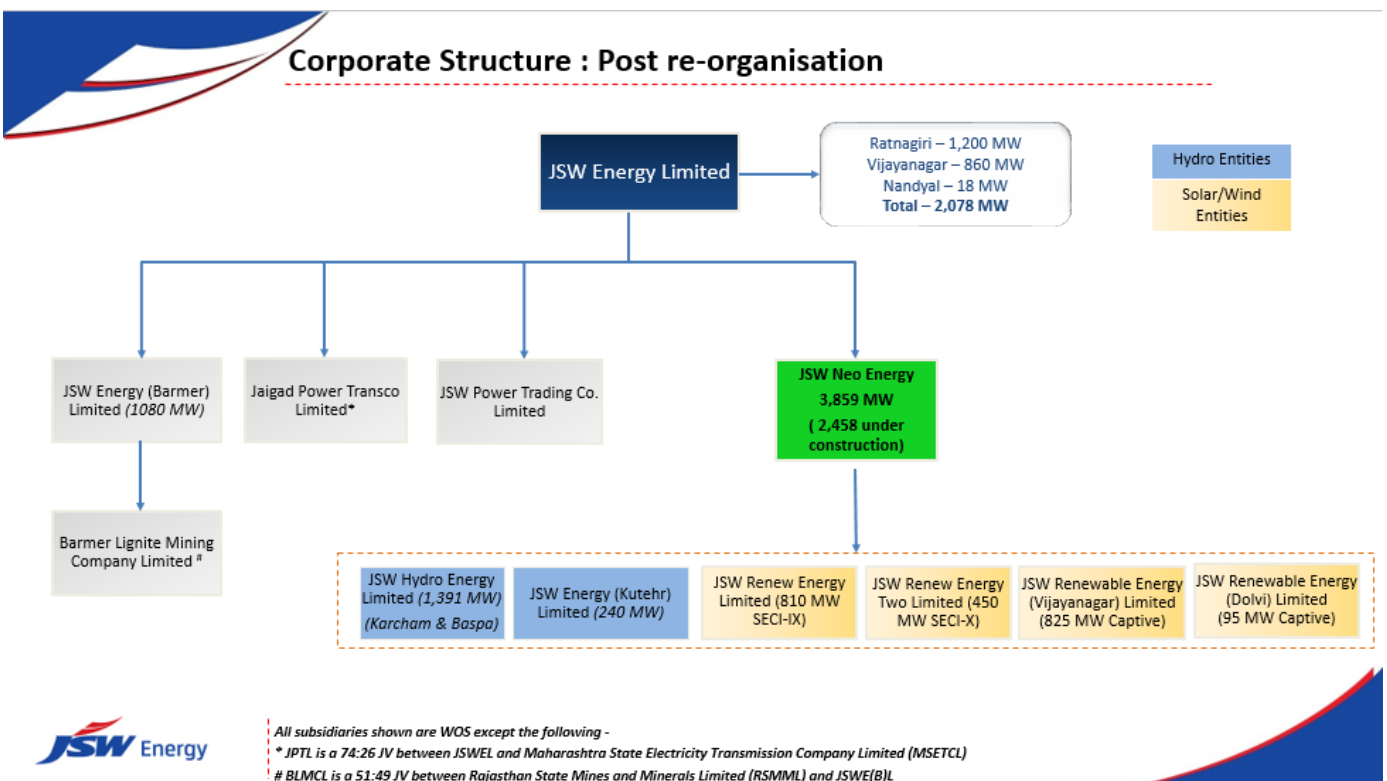 Corporate Structure : Post re-organisation
JSW Energy Limited
Ratnagiri – 1,200 MW
Vijayanagar – 860 MW
Nandyal – 18 MW
Total – 2,078 MW
Hydro Entities
Solar/Wind
Entities
JSW Energy (Barmer)
Limited (1080 MW)
Jaigad Power Transco
Limited*
JSW Power Trading Co.
Limited
JSW Neo Energy
3,859 MW
( 2,458 under
construction)
Barmer Lignite Mining
Company Limited #
JSW Hydro Energy
Limited (1,391 MW)
(Karcham & Baspa)
JSW Energy (Kutehr)
Limited (240 MW)
JSW Renew Energy
Limited (810 MW
SECI-IX)
JSW Renew Energy
Two Limited (450
MW SECI-X)
JSW Renewable Energy
(Vijayanagar) Limited
(825 MW Captive)
JSW Renewable Energy
(Dolvi) Limited
(95 MW Captive)
JSW Energy
All subsidiaries shown are WOS except the following -
* JPTL is a 74:26 JV between JSWEL and Maharashtra State Electricity Transmission Company Limited (MSETCL)
# BLMCL is a 51:49 JV between Rajasthan State Mines and Minerals Limited (RSMML) and JSWE(B)L